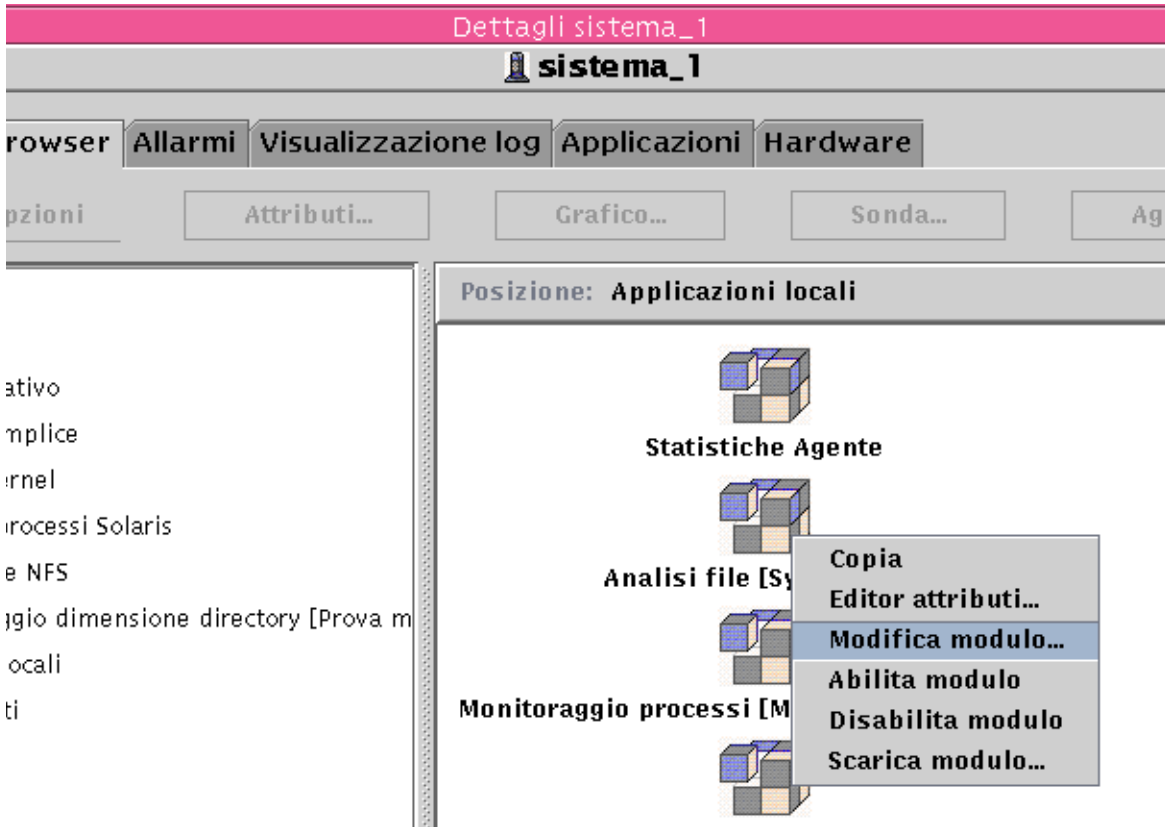 Dettagli sistema_1
sistema_1
rowser Allarmi Visualizzazione log Applicazioni Hardware
pzioni Attributi... Grafico... Sonda... Ag
Posizione: Applicazioni locali
ativo
mplice
ernel
processi Solaris
e NFS
ggio dimensione directory [Prova m
ocali
ti
Statistiche Agente
Analisi file [Sy
Monitoraggio processi [M
Copia
Editor attributi...
Modifica modulo...
Abilita modulo
Disabilita modulo
Scarica modulo...